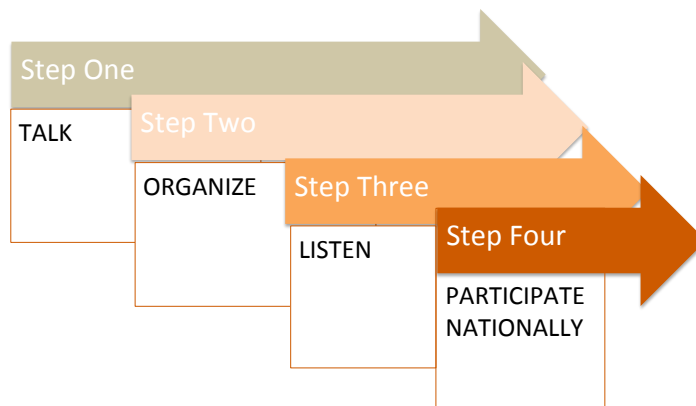 Step One
TALK
Step Two
ORGANIZE
Step Three
LISTEN
Step Four
PARTICIPATE
NATIONALLY